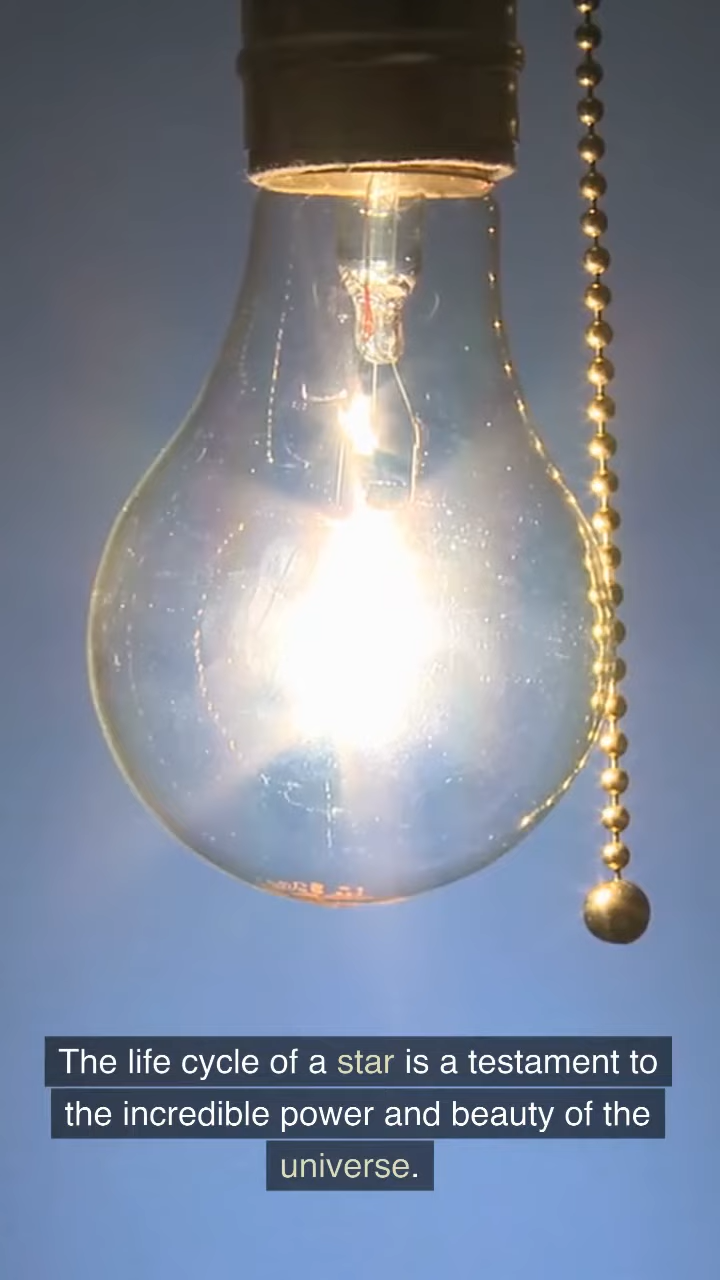 The life cycle of a star is a testament to
the incredible power and beauty of the
universe.